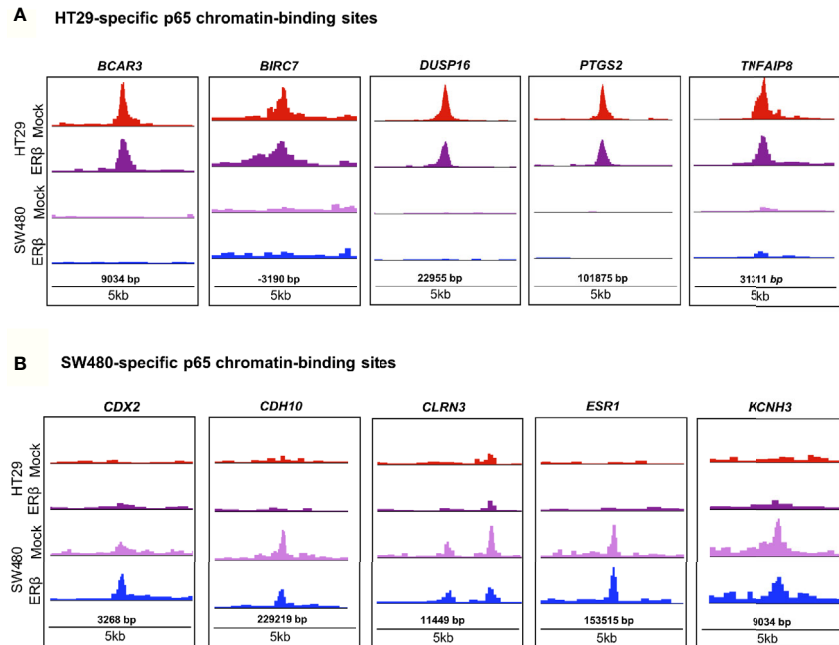 A HT29-specific p65 chromatin-binding sites
BCAR3 BIRC7 DUSP16 PTGS2 TNFAIP8
HT29
Mock
ERβ
SW480
Mock
ERβ
9034 bp -3190 bp 22955 bp 101875 bp 31311 bp
5kb 5kb 5kb 5kb 5kb
B SW480-specific p65 chromatin-binding sites
CDX2 CDH10 CLRN3 ESR1 KCNH3
HT29
Mock
ERβ
SW480
Mock
ERβ
3268 bp 229219 bp 11449 bp 153515 bp 9034 bp
5kb 5kb 5kb 5kb 5kb